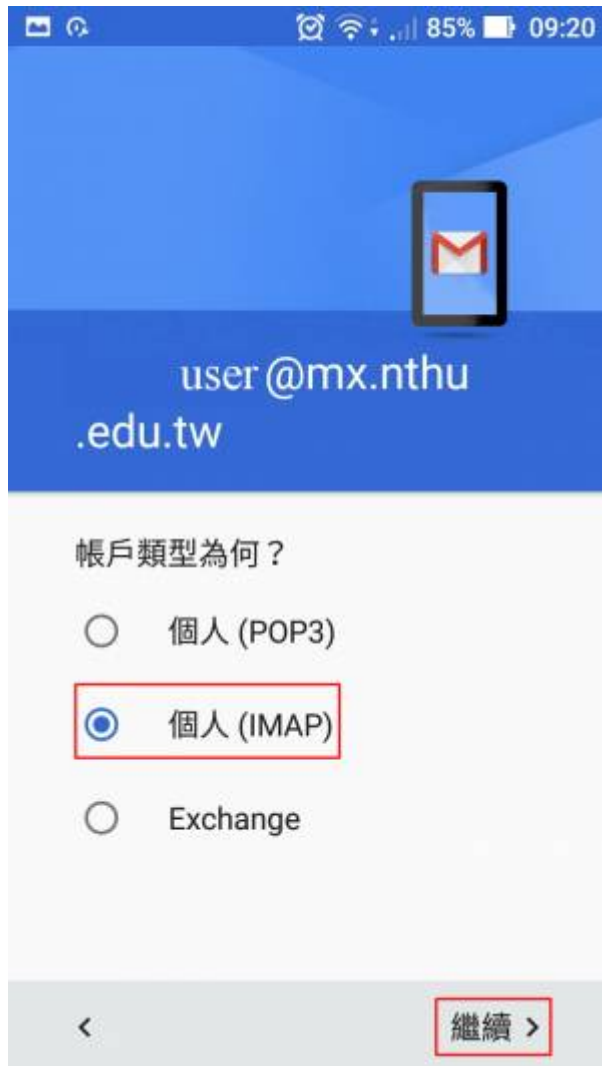 85% 09:20
user@mx.nthu
.edu.tw
帳戶類型為何？
個人 (POP3)
個人 (IMAP)
Exchange
繼續